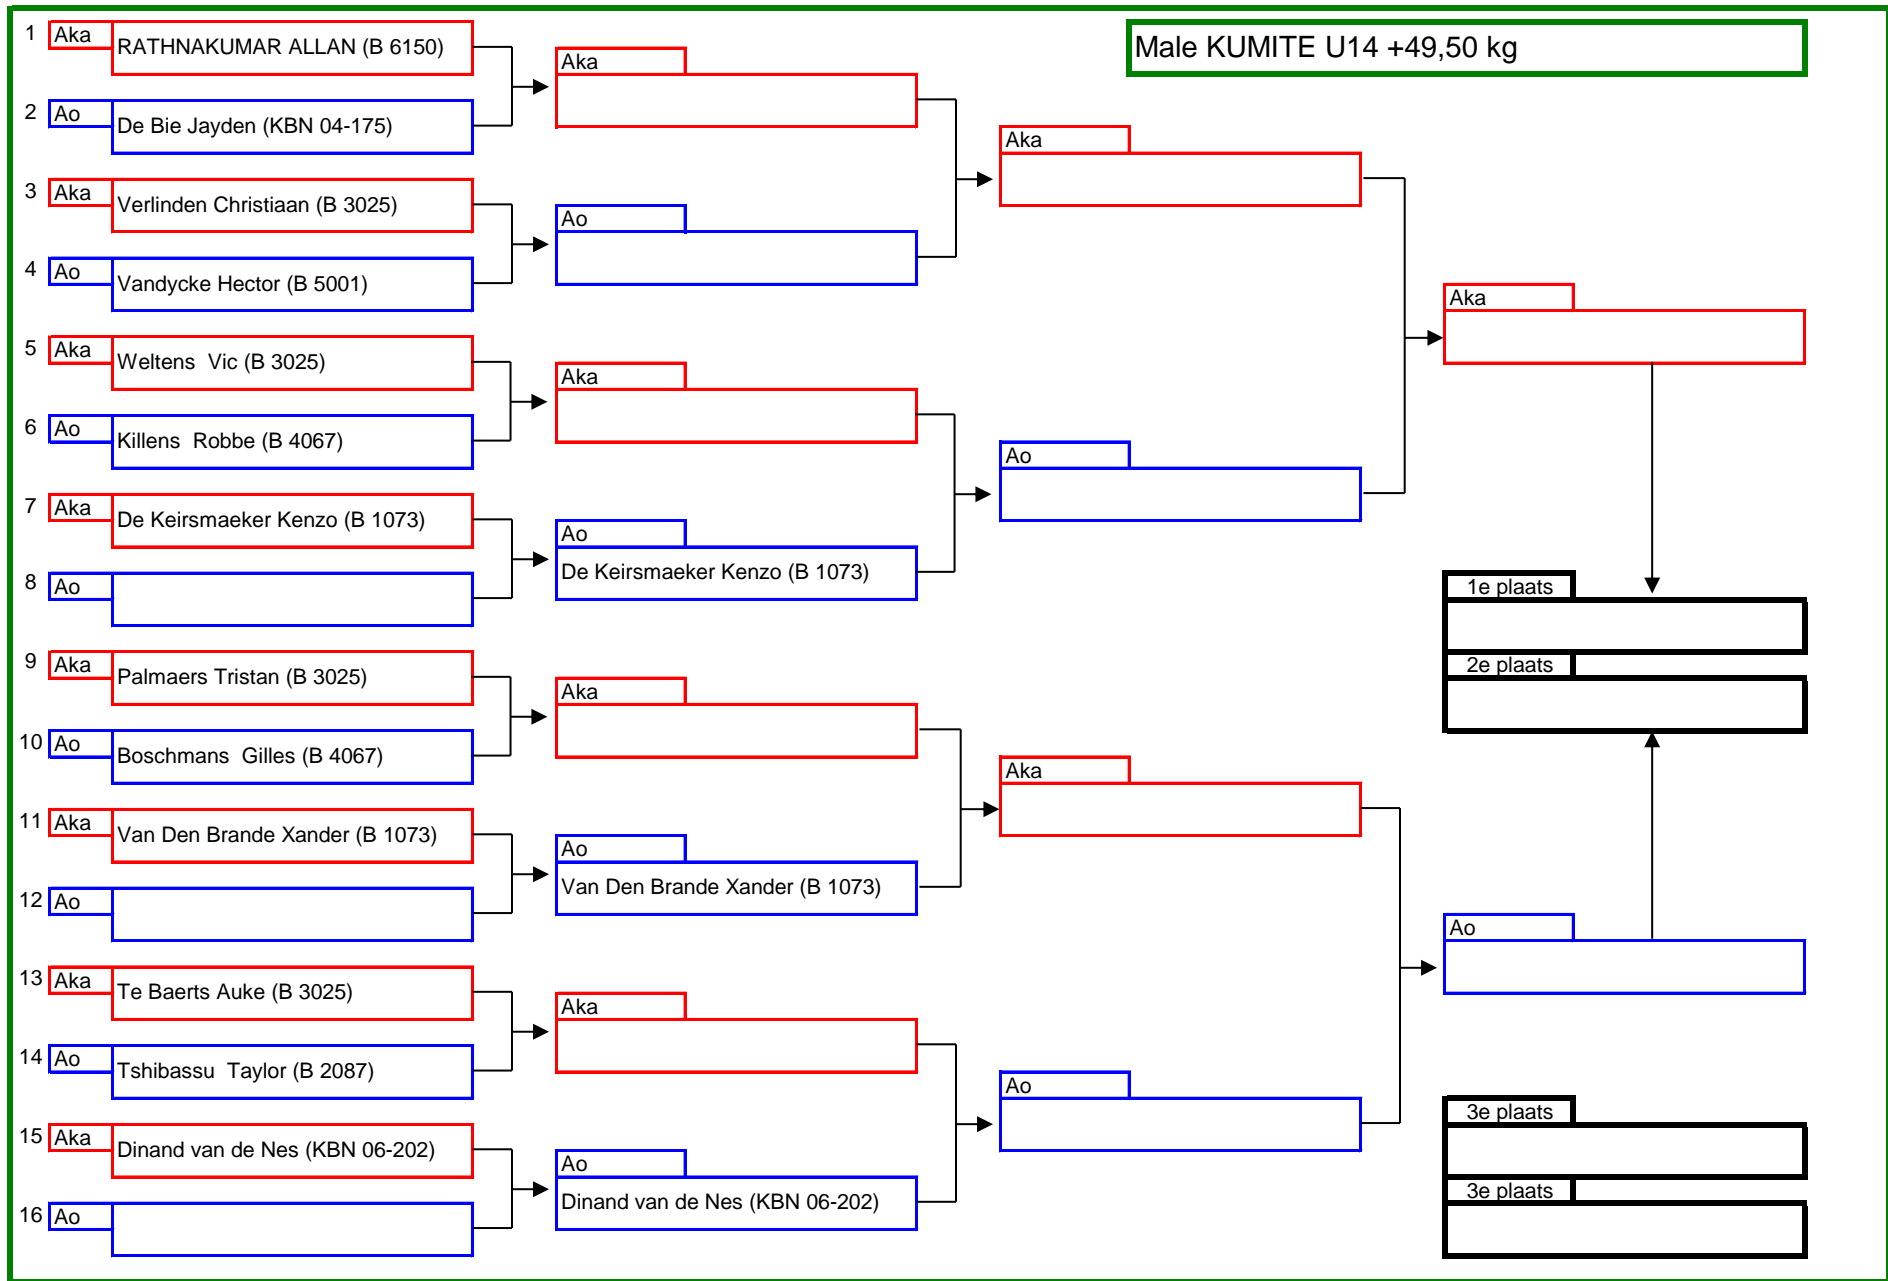 Male KUMITE U14 +49,50 kg
1 Aka
RATHNAKUMAR ALLAN (B 6150)
2 Ao
De Bie Jayden (KBN 04-175)
3 Aka
Verlinden Christiaan (B 3025)
4 Ao
Vandycke Hector (B 5001)
5 Aka
Weltens  Vic (B 3025)
6 Ao
Killens  Robbe (B 4067)
7 Aka
De Keirsmaeker Kenzo (B 1073)
8 Ao
9 Aka
Palmaers Tristan (B 3025)
10 Ao
Boschmans  Gilles (B 4067)
11 Aka
Van Den Brande Xander (B 1073)
12 Ao
13 Aka
Te Baerts Auke (B 3025)
14 Ao
Tshibassu  Taylor (B 2087)
15 Aka
Dinand van de Nes (KBN 06-202)
16 Ao
Aka
Ao
Aka
Ao
De Keirsmaeker Kenzo (B 1073)
Aka
Ao
Van Den Brande Xander (B 1073)
Aka
Ao
Dinand van de Nes (KBN 06-202)
Aka
Ao
Aka
Ao
Aka
1e plaats
2e plaats
Ao
3e plaats
3e plaats